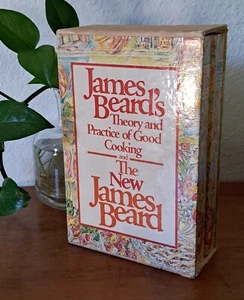 James
Beard's
Theory and
Practice of Good
Cooking
and
The
New
James
Beard